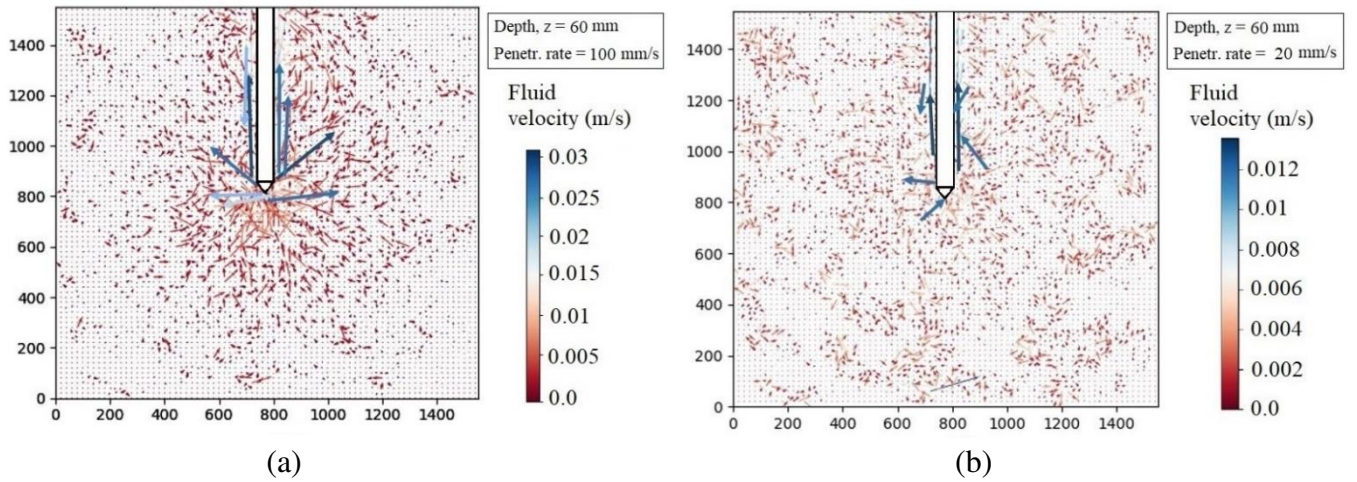 Depth, z = 60 mm
Penetr. rate = 100 mm/s
Fluid
velocity (m/s)
0.03
0.025
0.02
0.015
0.01
0.005
0.0
1400
1200
1000
800
600
400
200
0
0 200 400 600 800 1000 1200 1400
(a)
Depth, z = 60 mm
Penetr. rate = 20 mm/s
Fluid
velocity (m/s)
0.012
0.01
0.008
0.006
0.004
0.002
0.0
1400
1200
1000
800
600
400
200
0
0 200 400 600 800 1000 1200 1400
(b)